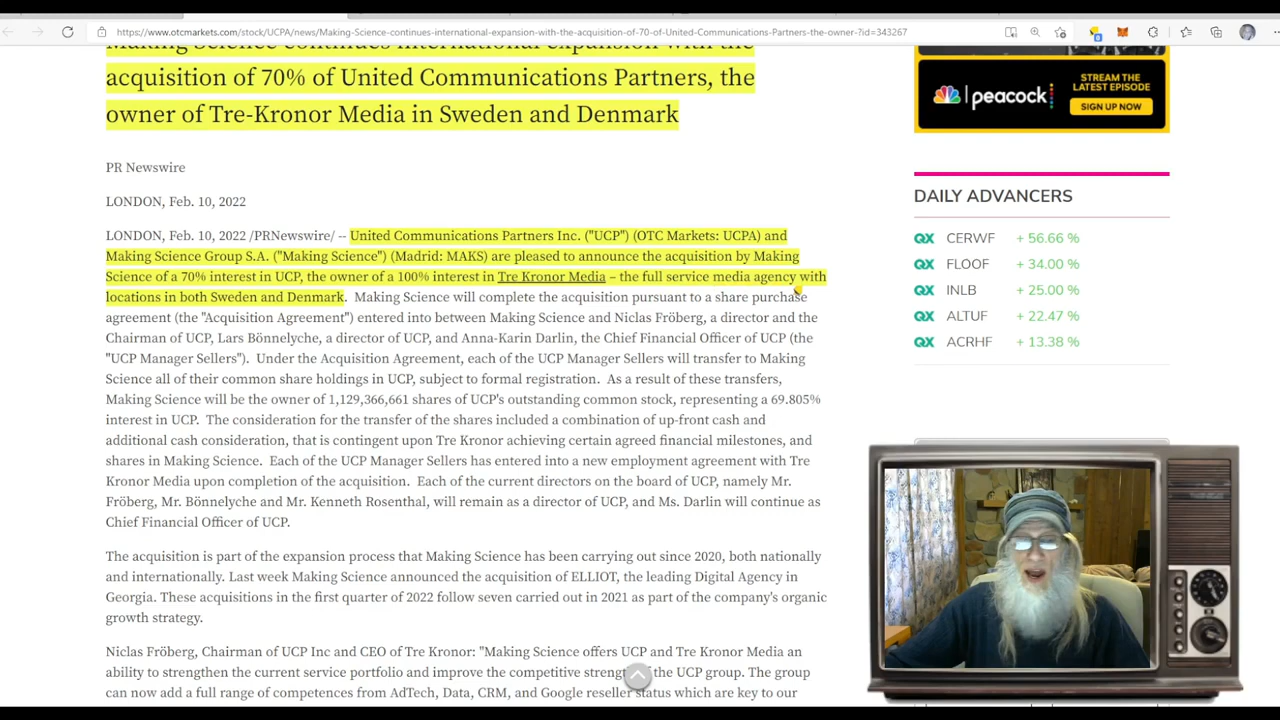 https://www.otcmarkets.com/stock/UCPA/news/Making-Science-continues-international-expansion-with-the-acquisition-of-70-of-United-Communications-Partners-the-owner?id=343267
Making Science continues international expansion with the
acquisition of 70% of United Communications Partners, the
owner of Tre-Kronor Media in Sweden and Denmark
PR Newswire
LONDON, Feb. 10, 2022
LONDON, Feb. 10, 2022 /PRNewswire/ -- United Communications Partners Inc. ("UCP") (OTC Markets: UCPA) and
Making Science Group S.A. ("Making Science") (Madrid: MAKS) are pleased to announce the acquisition by Making
Science of a 70% interest in UCP, the owner of a 100% interest in Tre Kronor Media – the full service media agency with
locations in both Sweden and Denmark. Making Science will complete the acquisition pursuant to a share purchase
agreement (the "Acquisition Agreement") entered into between Making Science and Niclas Fröberg, a director and the
Chairman of UCP, Lars Bönnelyche, a director of UCP, and Anna-Karin Darlin, the Chief Financial Officer of UCP (the
"UCP Manager Sellers"). Under the Acquisition Agreement, each of the UCP Manager Sellers will transfer to Making
Science all of their common share holdings in UCP, subject to formal registration. As a result of these transfers,
Making Science will be the owner of 1,129,366,661 shares of UCP's outstanding common stock, representing a 69.805%
interest in UCP. The consideration for the transfer of the shares included a combination of up-front cash and
additional cash consideration, that is contingent upon Tre Kronor achieving certain agreed financial milestones, and
shares in Making Science. Each of the UCP Manager Sellers has entered into a new employment agreement with Tre
Kronor Media upon completion of the acquisition. Each of the current directors on the board of UCP, namely Mr.
Fröberg, Mr. Bönnelyche and Mr. Kenneth Rosenthal, will remain as a director of UCP, and Ms. Darlin will continue as
Chief Financial Officer of UCP.
The acquisition is part of the expansion process that Making Science has been carrying out since 2020, both nationally
and internationally. Last week Making Science announced the acquisition of ELLIOT, the leading Digital Agency in
Georgia. These acquisitions in the first quarter of 2022 follow seven carried out in 2021 as part of the company's organic
growth strategy.
Niclas Fröberg, Chairman of UCP Inc and CEO of Tre Kronor: "Making Science offers UCP and Tre Kronor Media an
ability to strengthen the current service portfolio and improve the competitive strength of the UCP group. The group
can now add a full range of competences from AdTech, Data, CRM, and Google reseller status which are key to our
peacock
STREAM THE
LATEST EPISODE
SIGN UP NOW
DAILY ADVANCERS
QX CERWF + 56.66 %
QX FLOOF + 34.00 %
QX INLB + 25.00 %
QX ALTUF + 22.47 %
QX ACRHF + 13.38 %